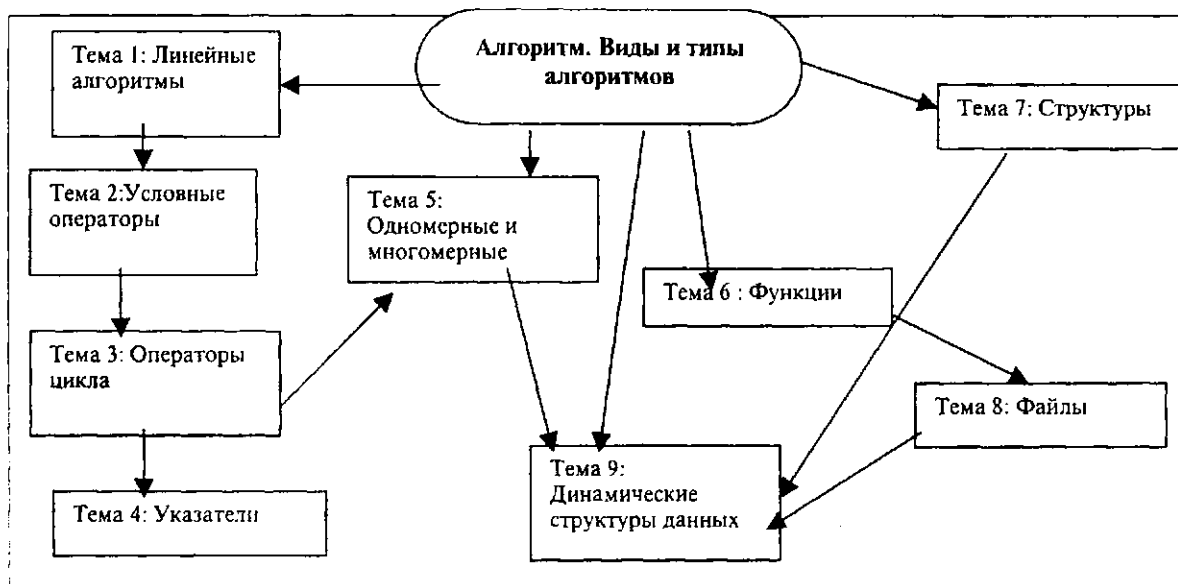 Алгоритм. Виды и типы
алгоритмов
Тема 1: Линейные
алгоритмы
Тема 7: Структуры
Тема 2:Условные
операторы
Тема 5:
Одномерные и
многомерные
Тема 6 : Функции
Тема 3: Операторы
цикла
Тема 8: Файлы
Тема 9:
Динамические
структуры данных
Тема 4: Указатели